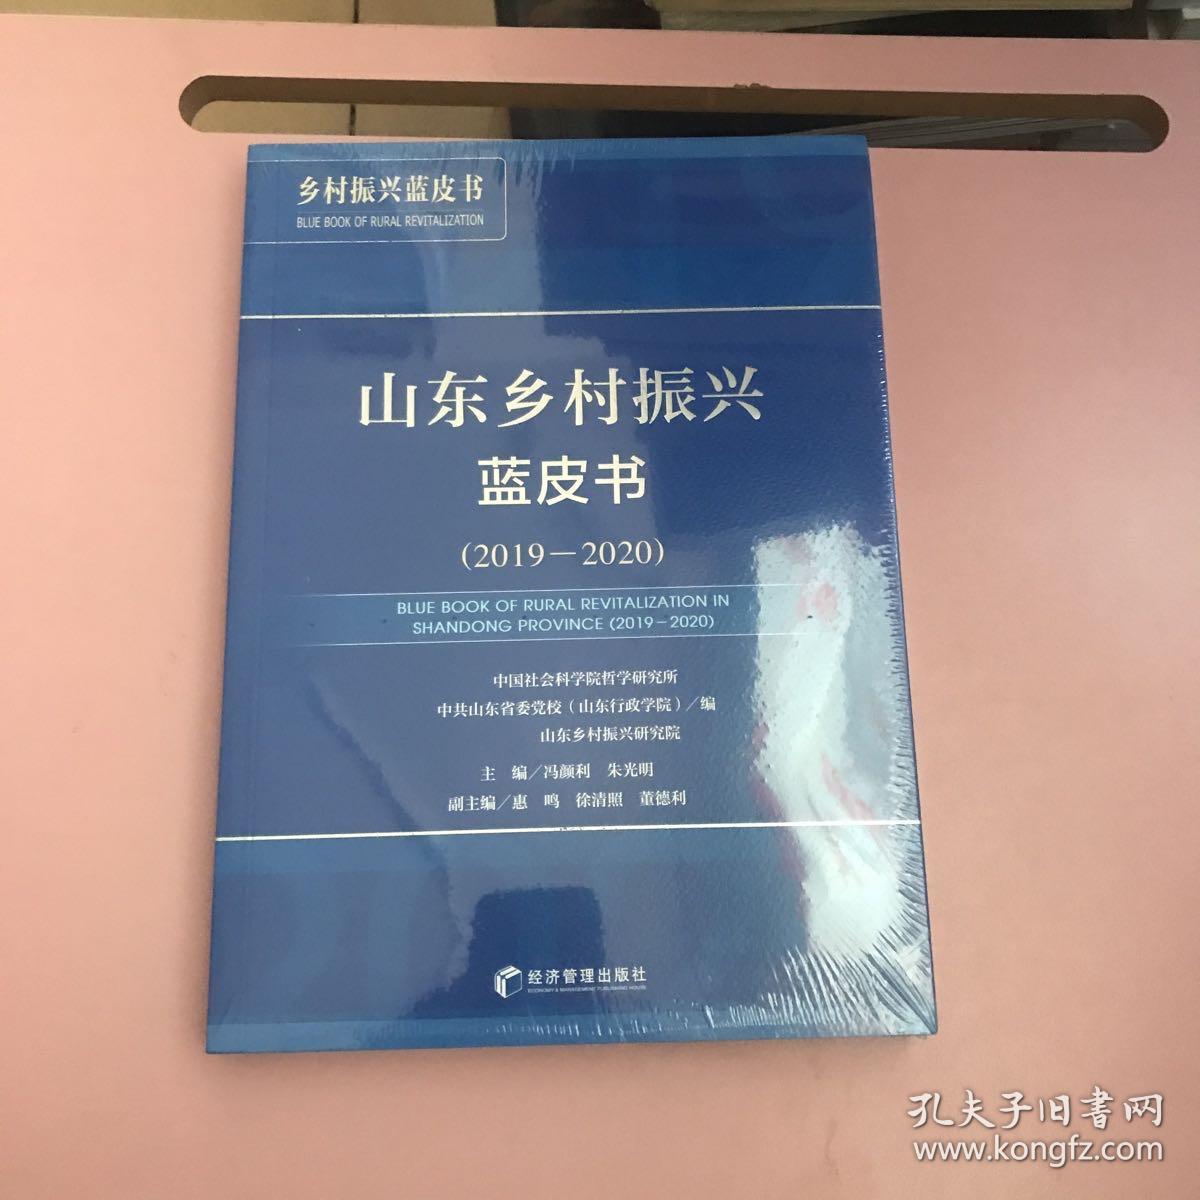 乡村振兴蓝皮书
BLUE BOOK OF RURAL REVITALIZATION
山东乡村振兴
蓝皮书
(2019－2020)
BLUE BOOK OF RURAL REVITALIZATION IN
SHANDONG PROVINCE (2019－2020)
中国社会科学院哲学研究所
中共山东省委党校（山东行政学院）／编
山东乡村振兴研究院
主 编／冯颜利 朱光明
副主编／惠 鸣 徐清照 董德利
经济管理出版社
ECONOMY & MANAGEMENT PUBLISHING HOUSE
孔夫子旧书网
www.kongfz.com